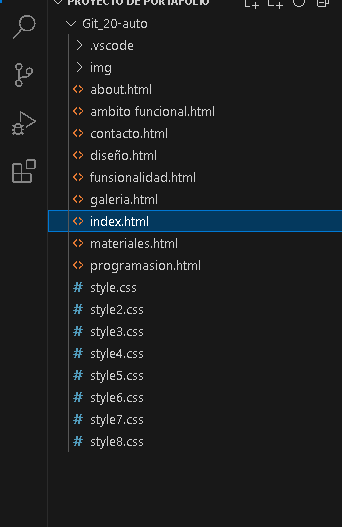 PROYECTO DE PORTAFOLIO
Git_20-auto
.vscode
img
about.html
ambito funcional.html
contacto.html
diseño.html
funsionalidad.html
galeria.html
index.html
materiales.html
programasion.html
style.css
style2.css
style3.css
style4.css
style5.css
style6.css
style7.css
style8.css